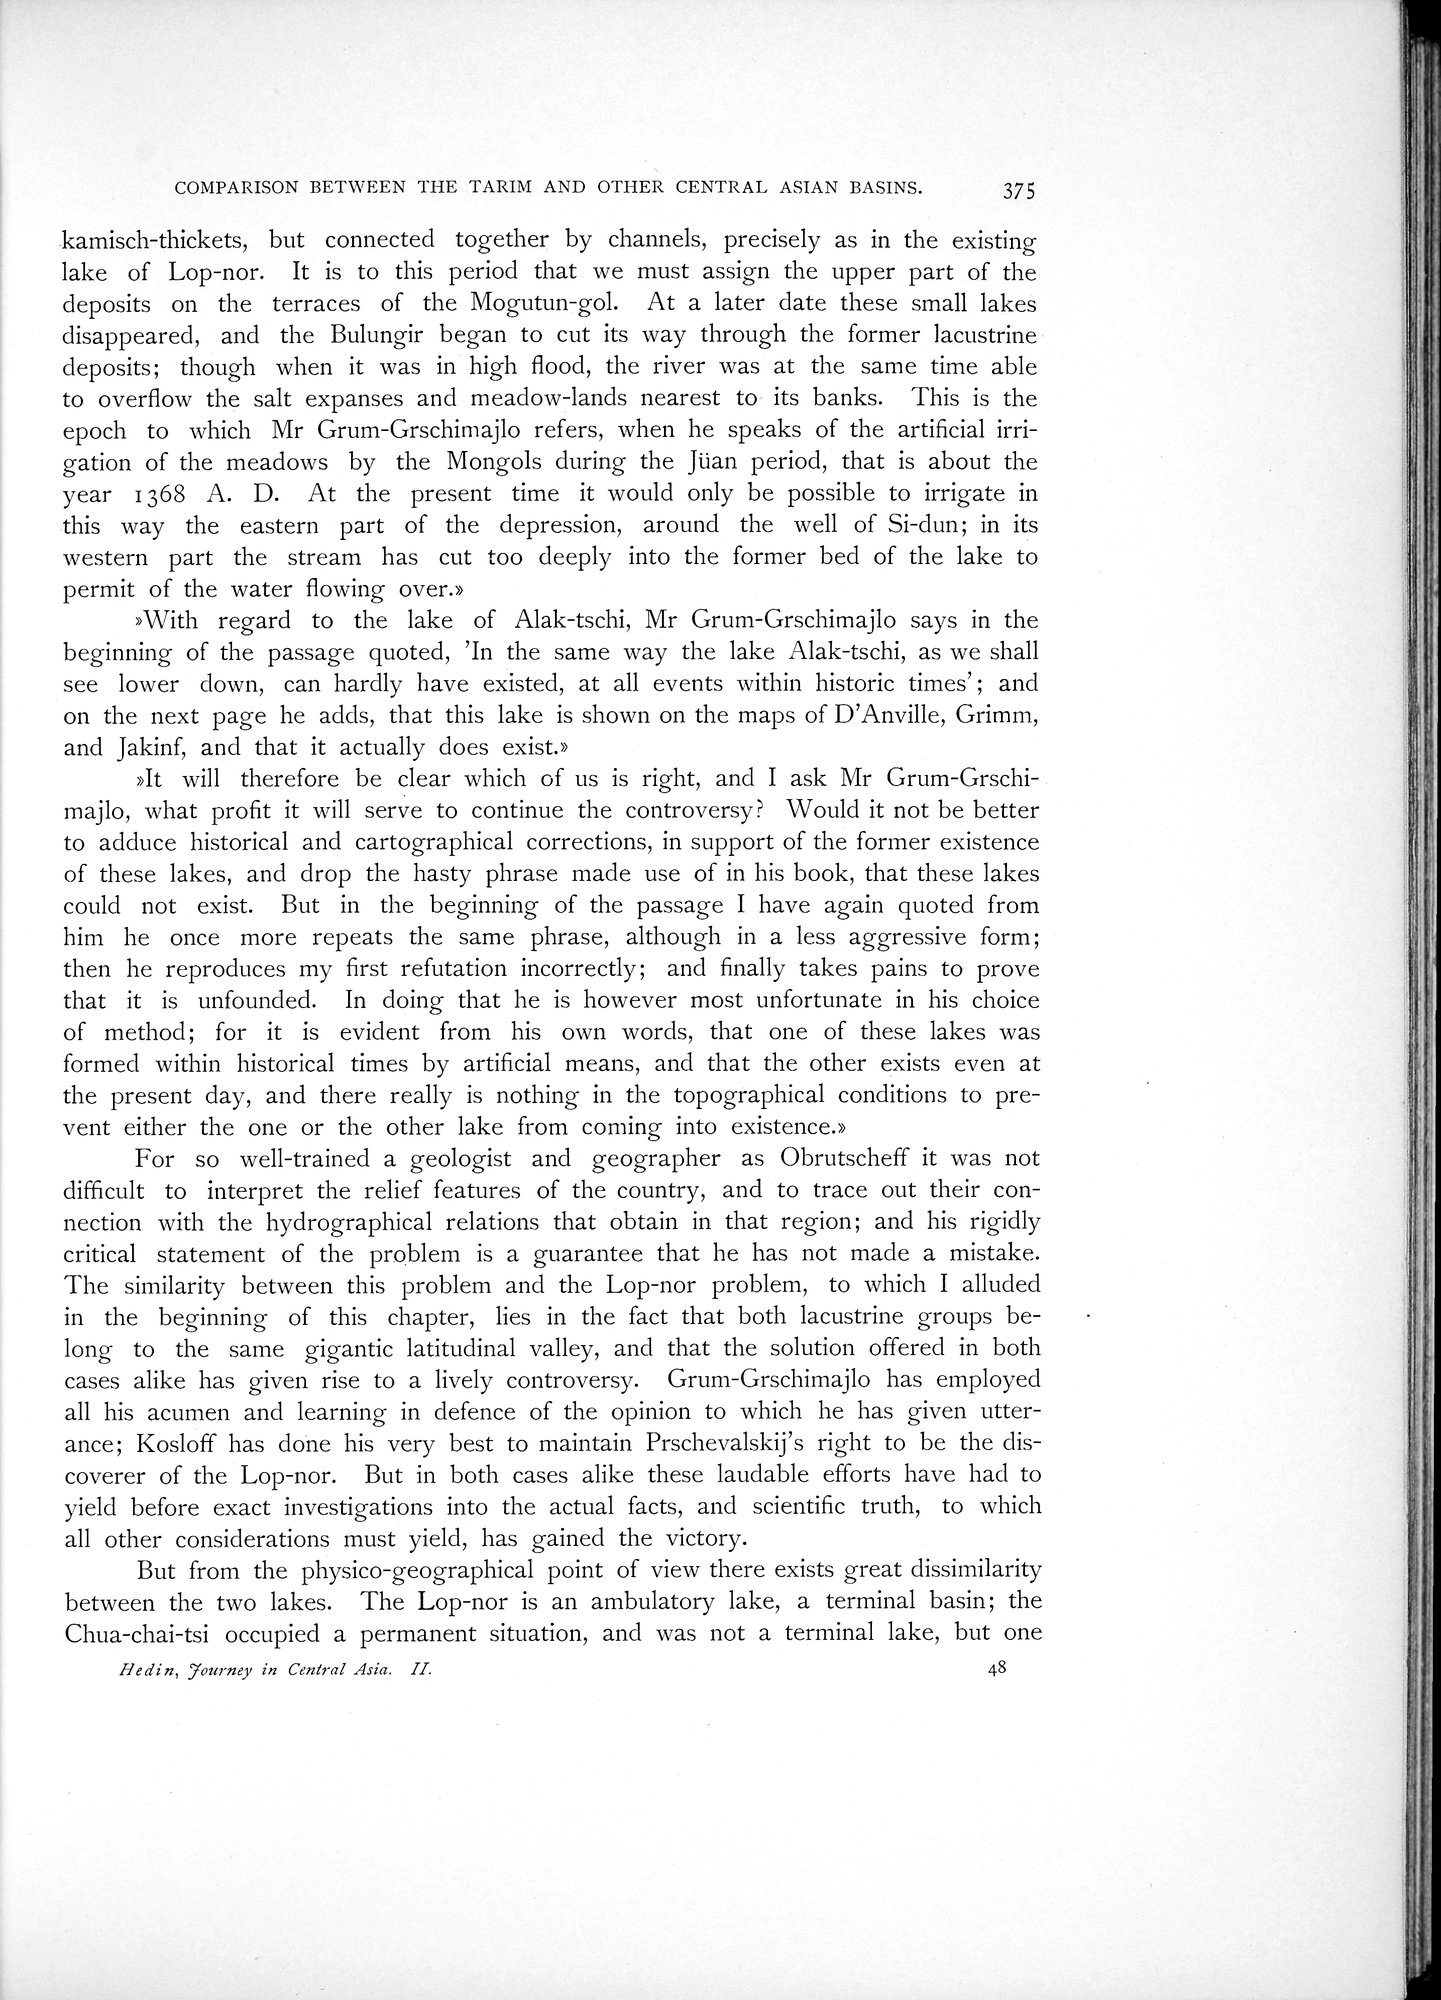 COMPARISON BETWEEN THE TARIM AND OTHER CENTRAL ASIAN BASINS. 375
kamisch-thickets, but connected together by channels, precisely as in the existing
lake of Lop-nor. It is to this period that we must assign the upper part of the
deposits on the terraces of the Mogutun-gol. At a later date these small lakes
disappeared, and the Bulungir began to cut its way through the former lacustrine
deposits; though when it was in high flood, the river was at the same time able
to overflow the salt expanses and meadow-lands nearest to its banks. This is the
epoch to which Mr Grum-Grschimajlo refers, when he speaks of the artificial irri-
gation of the meadows by the Mongols during the Jüan period, that is about the
year 1368 A. D. At the present time it would only be possible to irrigate in
this way the eastern part of the depression, around the well of Si-dun; in its
western part the stream has cut too deeply into the former bed of the lake to
permit of the water flowing over.»
»With regard to the lake of Alak-tschi, Mr Grum-Grschimajlo says in the
beginning of the passage quoted, 'In the same way the lake Alak-tschi, as we shall
see lower down, can hardly have existed, at all events within historic times'; and
on the next page he adds, that this lake is shown on the maps of D'Anville, Grimm,
and Jakinf, and that it actually does exist.»
»It will therefore be clear which of us is right, and I ask Mr Grum-Grschi-
majlo, what profit it will serve to continue the controversy? Would it not be better
to adduce historical and cartographical corrections, in support of the former existence
of these lakes, and drop the hasty phrase made use of in his book, that these lakes
could not exist. But in the beginning of the passage I have again quoted from
him he once more repeats the same phrase, although in a less aggressive form;
then he reproduces my first refutation incorrectly; and finally takes pains to prove
that it is unfounded. In doing that he is however most unfortunate in his choice
of method; for it is evident from his own words, that one of these lakes was
formed within historical times by artificial means, and that the other exists even at
the present day, and there really is nothing in the topographical conditions to pre-
vent either the one or the other lake from coming into existence.»
For so well-trained a geologist and geographer as Obrutscheff it was not
difficult to interpret the relief features of the country, and to trace out their con-
nection with the hydrographical relations that obtain in that region; and his rigidly
critical statement of the problem is a guarantee that he has not made a mistake.
The similarity between this problem and the Lop-nor problem, to which I alluded
in the beginning of this chapter, lies in the fact that both lacustrine groups be-
long to the same gigantic latitudinal valley, and that the solution offered in both
cases alike has given rise to a lively controversy. Grum-Grschimajlo has employed
all his acumen and learning in defence of the opinion to which he has given utter-
ance; Kosloff has done his very best to maintain Prschevalskij's right to be the dis-
coverer of the Lop-nor. But in both cases alike these laudable efforts have had to
yield before exact investigations into the actual facts, and scientific truth, to which
all other considerations must yield, has gained the victory.
But from the physico-geographical point of view there exists great dissimilarity
between the two lakes. The Lop-nor is an ambulatory lake, a terminal basin; the
Chua-chai-tsi occupied a permanent situation, and was not a terminal lake, but one
Hedin, Journey in Central Asia. II. 48